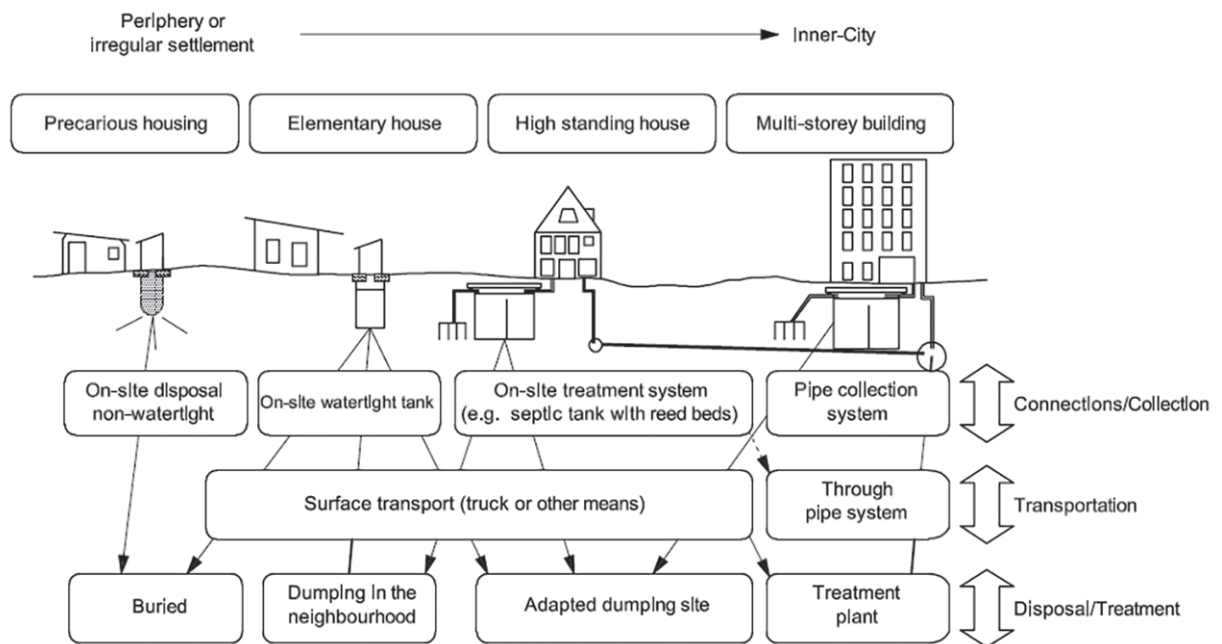 Periphery or
irregular settlement
Inner-City
Precarious housing
Elementary house
High standing house
Multi-storey building
On-site disposal
non-watertight
On-site watertight tank
On-site treatment system
(e.g. septic tank with reed beds)
Pipe collection
system
Connections/Collection
Surface transport (truck or other means)
Through
pipe system
Transportation
Buried
Dumping in the
neighbourhood
Adapted dumping site
Treatment
plant
Disposal/Treatment